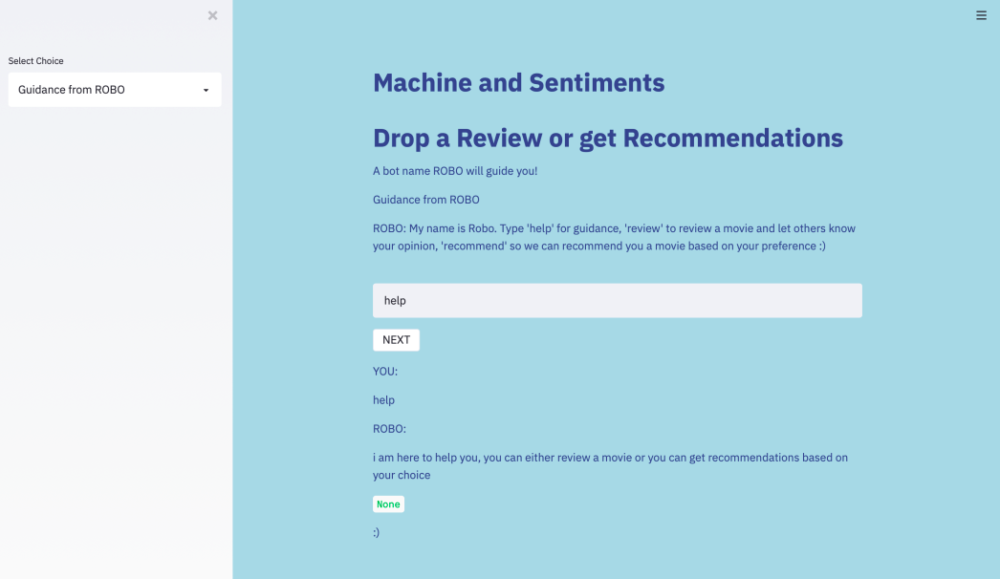 Select Choice
Guidance from ROBO
Machine and Sentiments
Drop a Review or get Recommendations
A bot name ROBO will guide you!
Guidance from ROBO
ROBO: My name is Robo. Type 'help' for guidance, 'review' to review a movie and let others know
your opinion, 'recommend' so we can recommend you a movie based on your preference :)
help
NEXT
YOU:
help
ROBO:
i am here to help you, you can either review a movie or you can get recommendations based on
your choice
None
:)